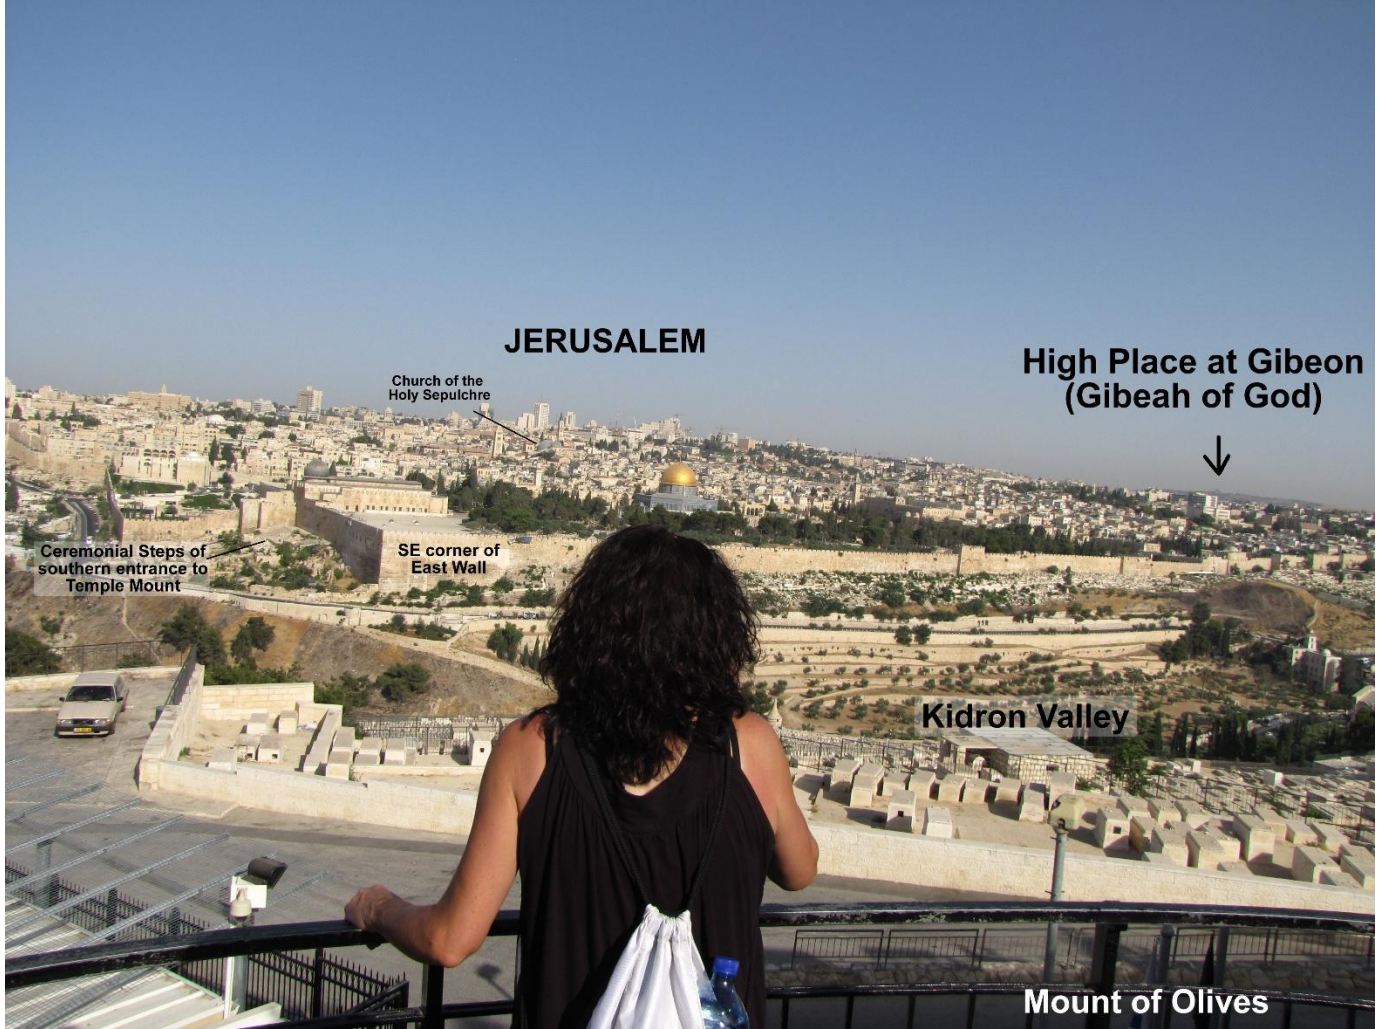 JERUSALEM
High Place at Gibeon
(Gibeah of God)
Church of the
Holy Sepulchre
Ceremonial Steps of
southern entrance to
Temple Mount
SE corner of
East Wall
Kidron Valley
Mount of Olives